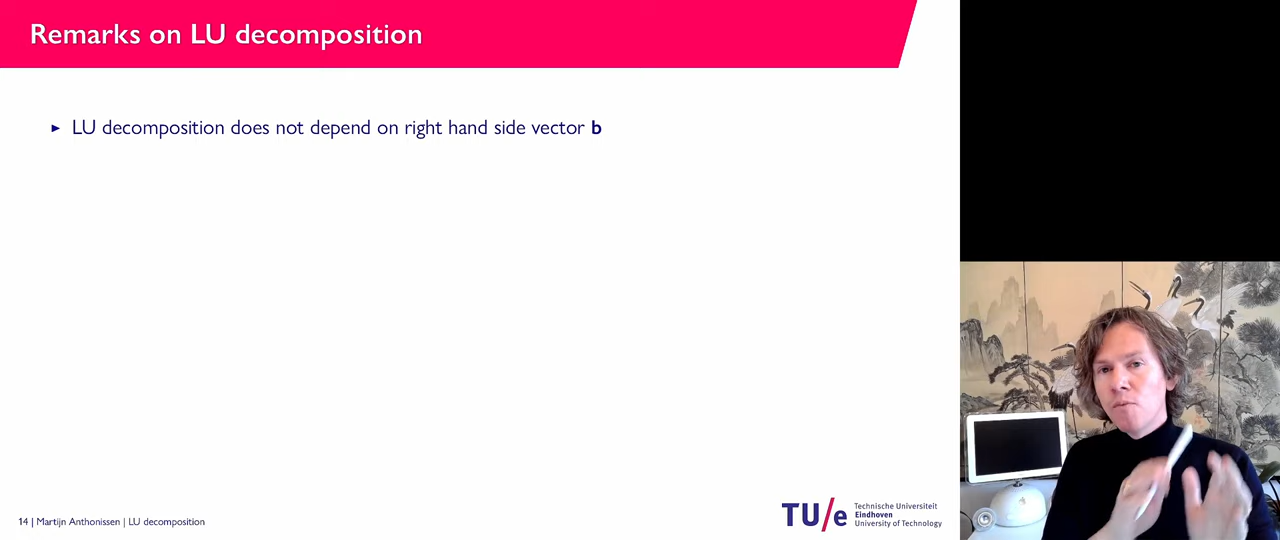 Remarks on LU decomposition
► LU decomposition does not depend on right hand side vector b
14 | Martijn Anthonissen | LU decomposition
TU/e
Technische Universiteit
Eindhoven
University of Technology